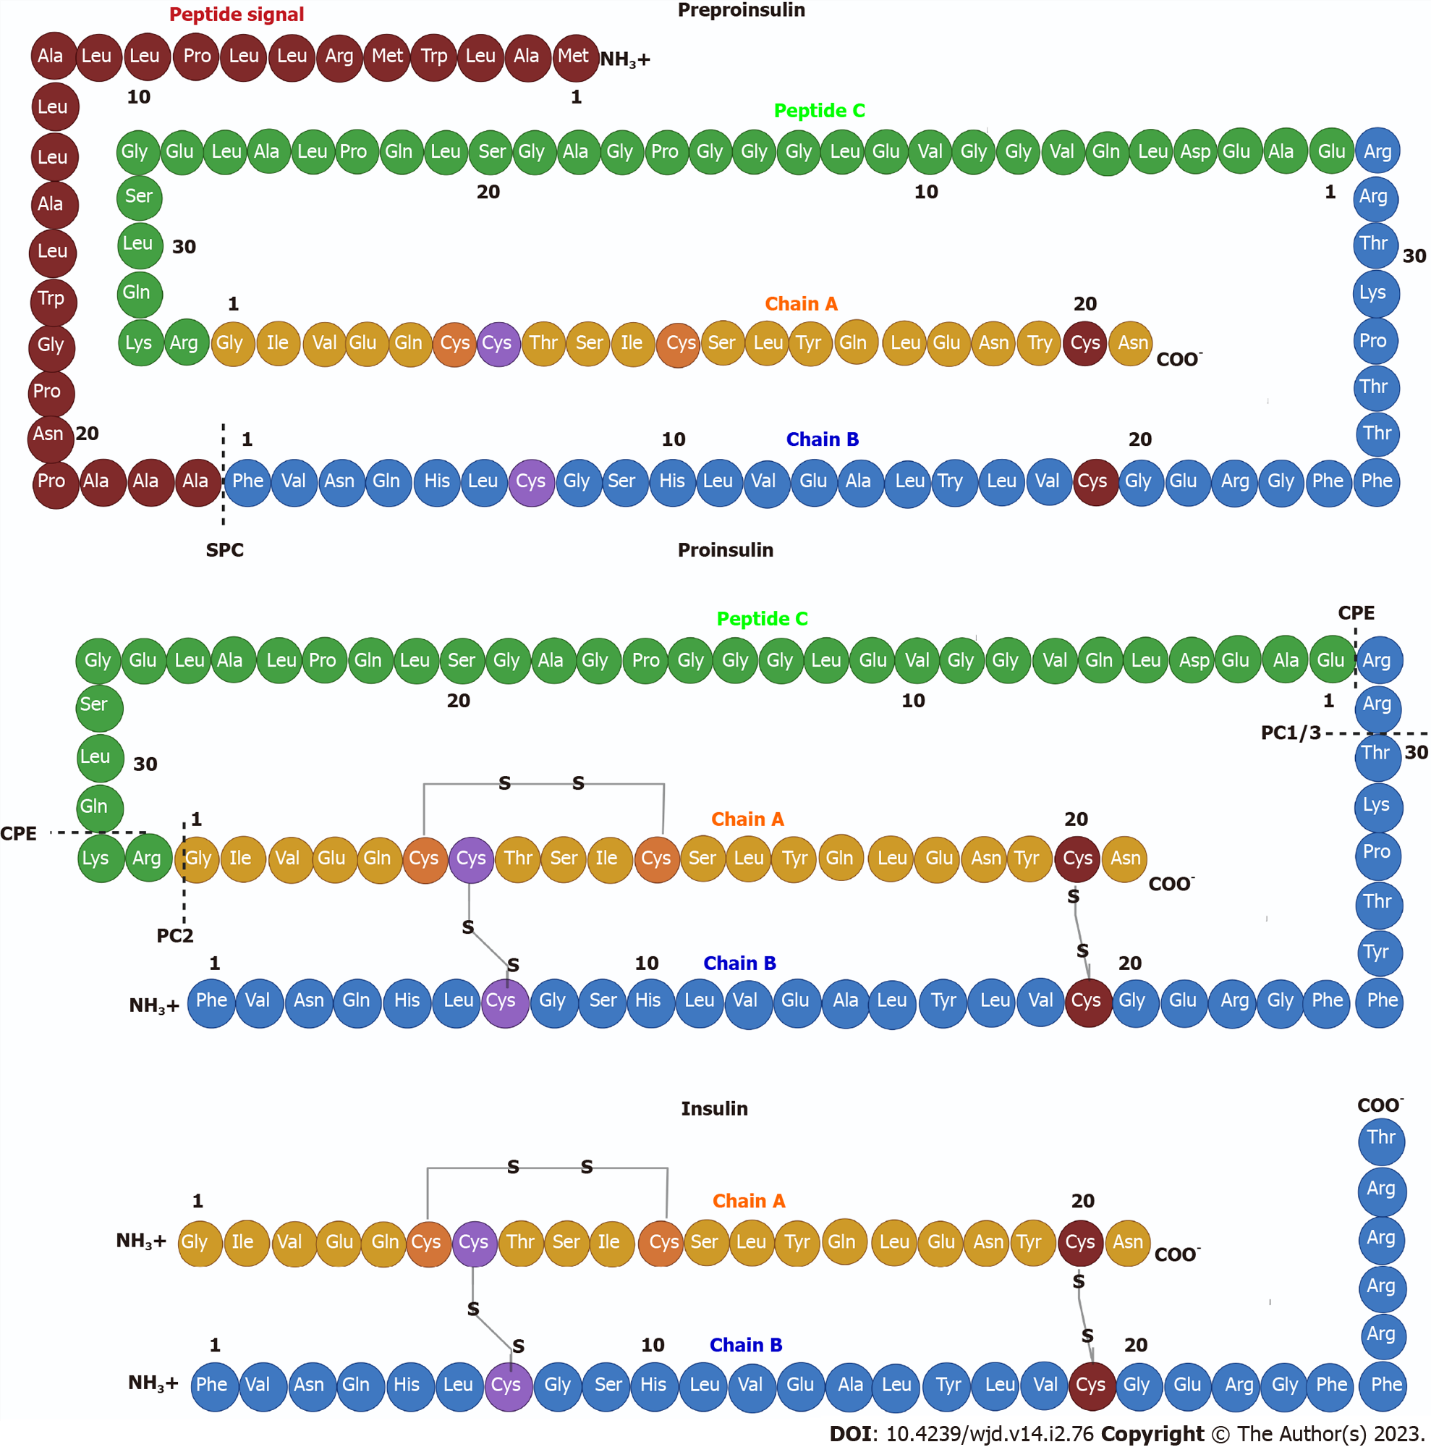 Peptide signal Preproinsulin
Ala Leu Leu Pro Leu Leu Arg Met Trp Leu Ala Met NH3+
10 1
Leu
Peptide C
Leu Gly Glu Leu Ala Leu Pro Gln Leu Ser Gly Ala Gly Pro Gly Gly Gly Leu Glu Val Gly Gly Val Gln Leu Asp Glu Ala Glu Arg
20 10 1
Ala Ser Arg
Leu Leu 30 Thr 30
Trp Gln Lys
1 Chain A 20
Gly Lys Arg Gly Ile Val Glu Gln Cys Cys Thr Ser Ile Cys Ser Leu Tyr Gln Leu Glu Asn Try Cys Asn COO- Pro
Pro Thr
Asn 20 1 10 Chain B 20 Thr
Pro Ala Ala Ala Phe Val Asn Gln His Leu Cys Gly Ser His Leu Val Glu Ala Leu Try Leu Val Cys Gly Glu Arg Gly Phe Phe
SPC Proinsulin
Peptide C CPE
Gly Glu Leu Ala Leu Pro Gln Leu Ser Gly Ala Gly Pro Gly Gly Gly Leu Glu Val Gly Gly Val Gln Leu Asp Glu Ala Glu Arg
20 10 1
Ser Arg
PC1/3
Leu 30 Thr 30
S S
Gln Lys
CPE 1 Chain A 20
Lys Arg Gly Ile Val Glu Gln Cys Cys Thr Ser Ile Cys Ser Leu Tyr Gln Leu Glu Asn Tyr Cys Asn COO- Pro
S S Thr
PC2
S S Tyr
1 10 Chain B 20
NH3+ Phe Val Asn Gln His Leu Cys Gly Ser His Leu Val Glu Ala Leu Tyr Leu Val Cys Gly Glu Arg Gly Phe Phe
Insulin COO-
Thr
S S
1 Chain A 20 Arg
NH3+ Gly Ile Val Glu Gln Cys Cys Thr Ser Ile Cys Ser Leu Tyr Gln Leu Glu Asn Tyr Cys Asn COO- Arg
S S Arg
S S Arg
1 10 Chain B 20
NH3+ Phe Val Asn Gln His Leu Cys Gly Ser His Leu Val Glu Ala Leu Tyr Leu Val Cys Gly Glu Arg Gly Phe Phe
DOI: 10.4239/wjd.v14.i2.76 Copyright © The Author(s) 2023.